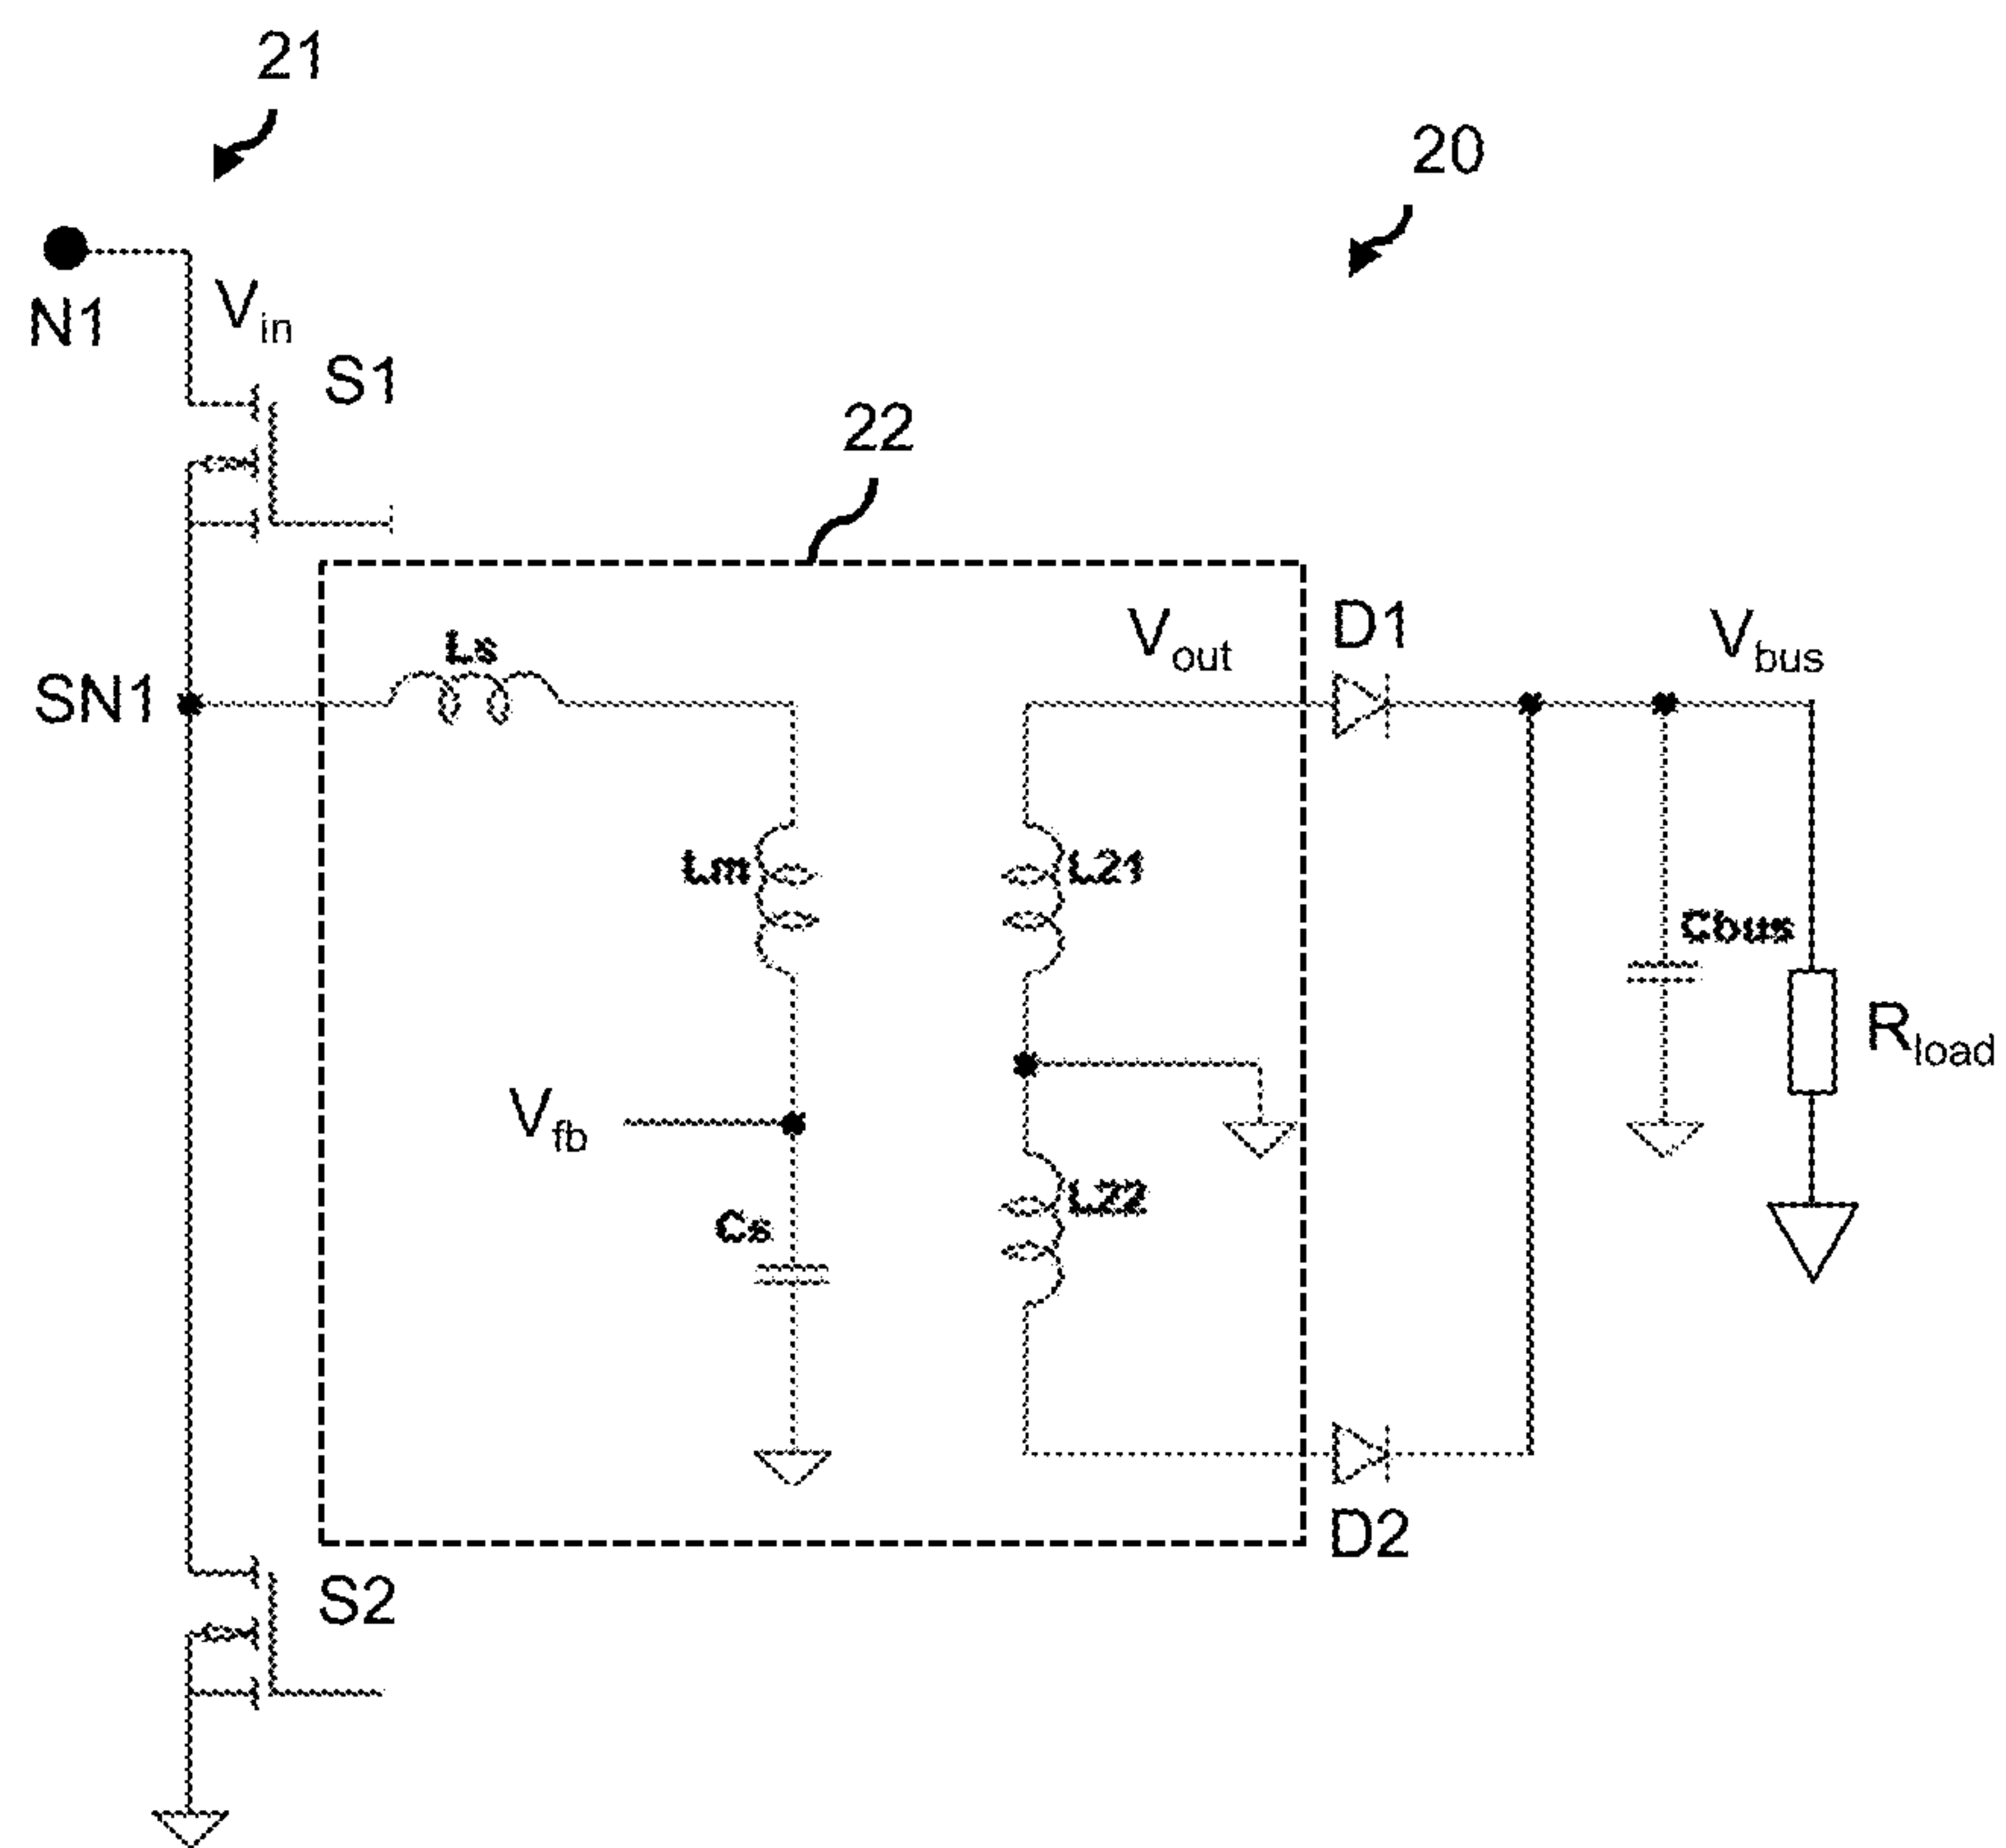 21
20
N1
Vin
S1
22
Ls
Vout
D1
Vbus
SN1
Lm
L21
Cbus
Rload
Vfb
L22
Cs
D2
S2